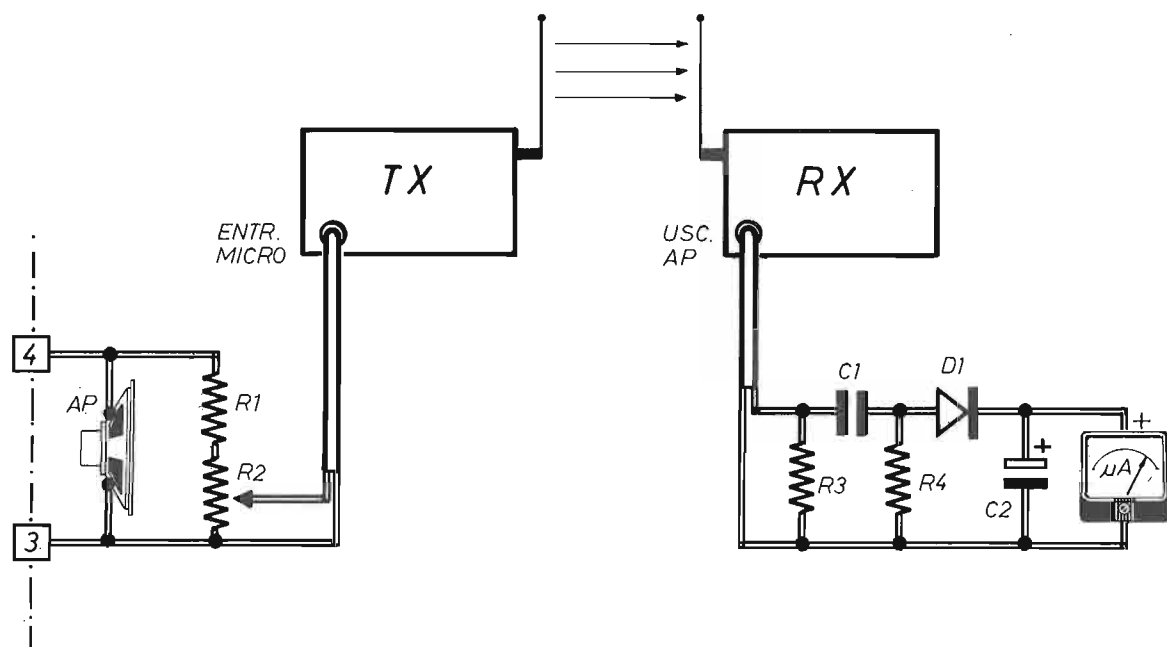 TX
RX
ENTR.
MICRO
USC.
AP
4
AP
R1
R2
3
C1
D1
R3
R4
+
C2
+
µA